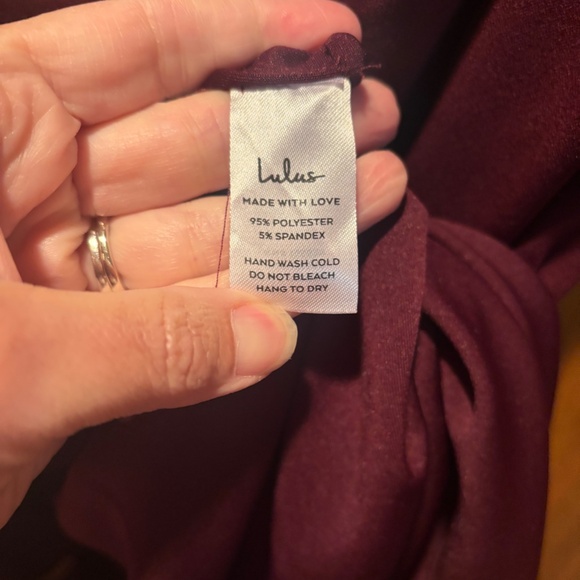 Lulus
MADE WITH LOVE
95% POLYESTER
5% SPANDEX
HAND WASH COLD
DO NOT BLEACH
HANG TO DRY